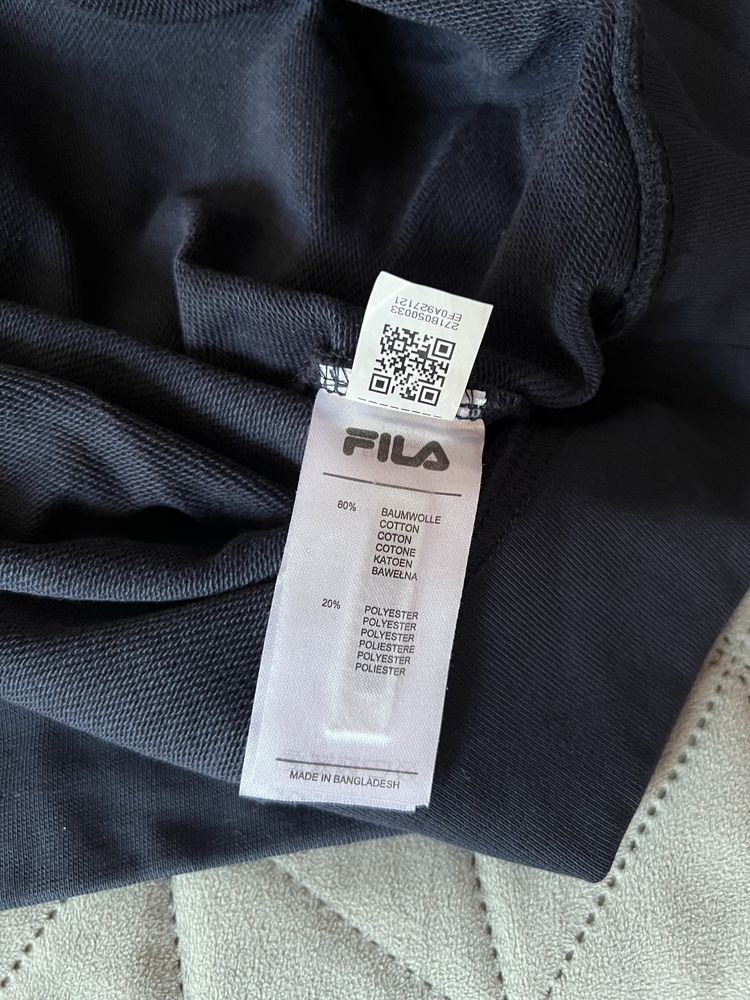 271B050033
EF0A927121
FILA
80% BAUMWOLLE
COTTON
COTON
COTONE
KATOEN
BAWEŁNA
20% POLYESTER
POLYESTER
POLYESTER
POLIESTERE
POLYESTER
POLIESTER
MADE IN BANGLADESH